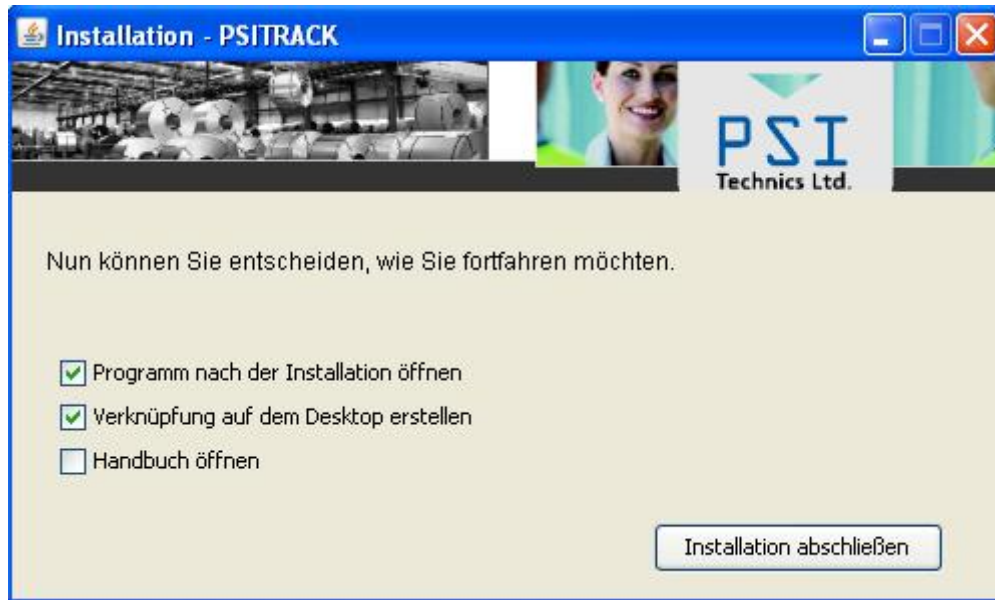 Installation - PSITRACK
PSI
Technics Ltd.
Nun können Sie entscheiden, wie Sie fortfahren möchten.
Programm nach der Installation öffnen
Verknüpfung auf dem Desktop erstellen
Handbuch öffnen
Installation abschließen